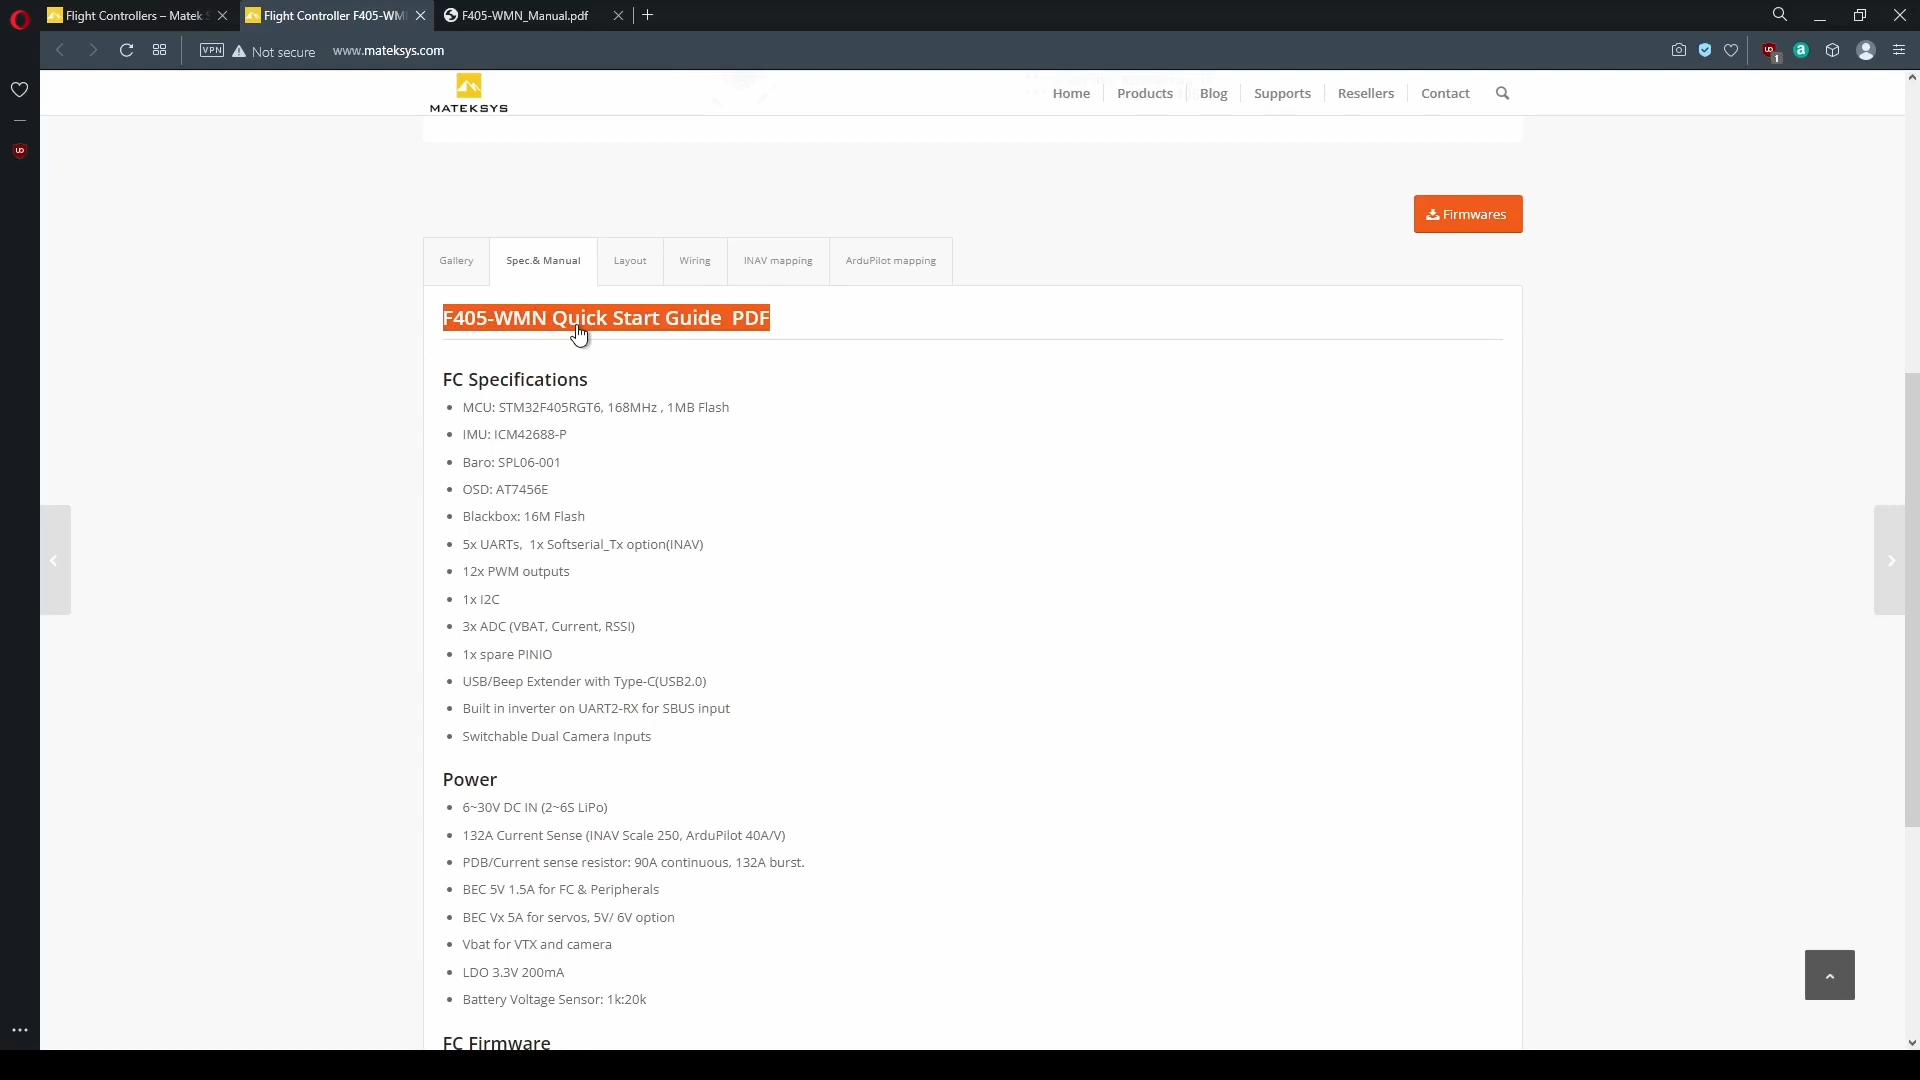 Flight Controllers – Matek S
Flight Controller F405-WM
F405-WMN_Manual.pdf
VPN
Not secure
www.mateksys.com
1
MATEKSYS
Home
Products
Blog
Supports
Resellers
Contact
Firmwares
Gallery
Spec.& Manual
Layout
Wiring
INAV mapping
ArduPilot mapping
F405-WMN Quick Start Guide  PDF
FC Specifications
MCU: STM32F405RGT6, 168MHz , 1MB Flash
IMU: ICM42688-P
Baro: SPL06-001
OSD: AT7456E
Blackbox: 16M Flash
5x UARTs,  1x Softserial_Tx option(INAV)
12x PWM outputs
1x I2C
3x ADC (VBAT, Current, RSSI)
1x spare PINIO
USB/Beep Extender with Type-C(USB2.0)
Built in inverter on UART2-RX for SBUS input
Switchable Dual Camera Inputs
Power
6~30V DC IN (2~6S LiPo)
132A Current Sense (INAV Scale 250, ArduPilot 40A/V)
PDB/Current sense resistor: 90A continuous, 132A burst.
BEC 5V 1.5A for FC & Peripherals
BEC Vx 5A for servos, 5V/ 6V option
Vbat for VTX and camera
LDO 3.3V 200mA
Battery Voltage Sensor: 1k:20k
FC Firmware